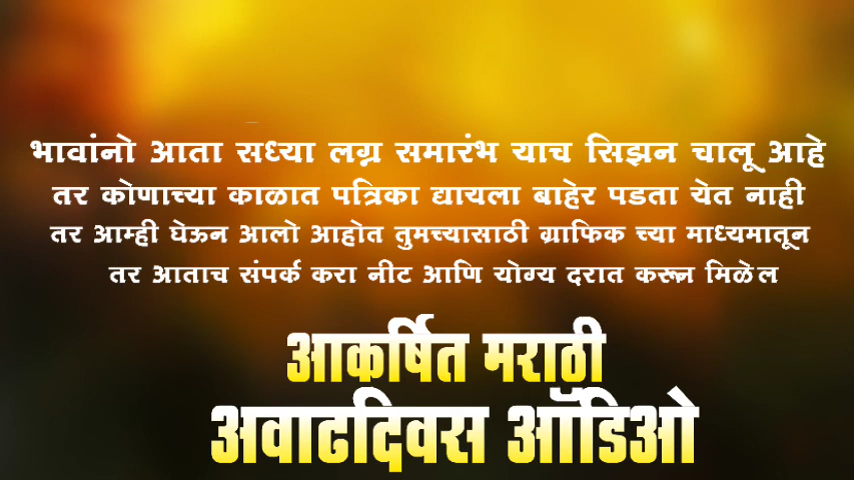 भावांनो आता सध्या लग्न समारंभ याच सिझन चालू आहे
तर कोणाच्या काळात पत्रिका द्यायला बाहेर पडता येत नाही
तर आम्ही घेऊन आलो आहोत तुमच्यासाठी ग्राफिक च्या माध्यमातून
तर आताच संपर्क करा नीट आणि योग्य दरात करून मिळेल
आकर्षित मराठी
अवाढदिवस ऑडिओ